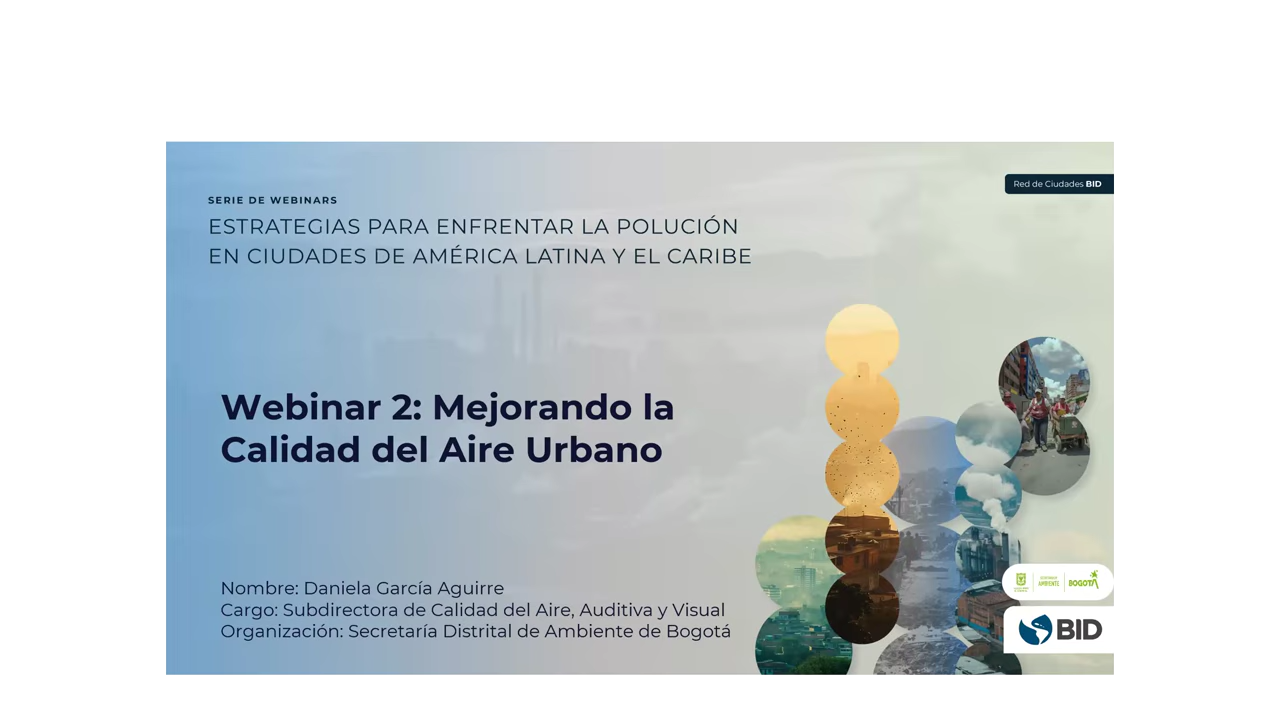 Red de Ciudades BID
SERIE DE WEBINARS
ESTRATEGIAS PARA ENFRENTAR LA POLUCIÓN
EN CIUDADES DE AMÉRICA LATINA Y EL CARIBE
Webinar 2: Mejorando la
Calidad del Aire Urbano
Nombre: Daniela García Aguirre
Cargo: Subdirectora de Calidad del Aire, Auditiva y Visual
Organización: Secretaría Distrital de Ambiente de Bogotá
AMBIENTE
BOGOTÁ
BID